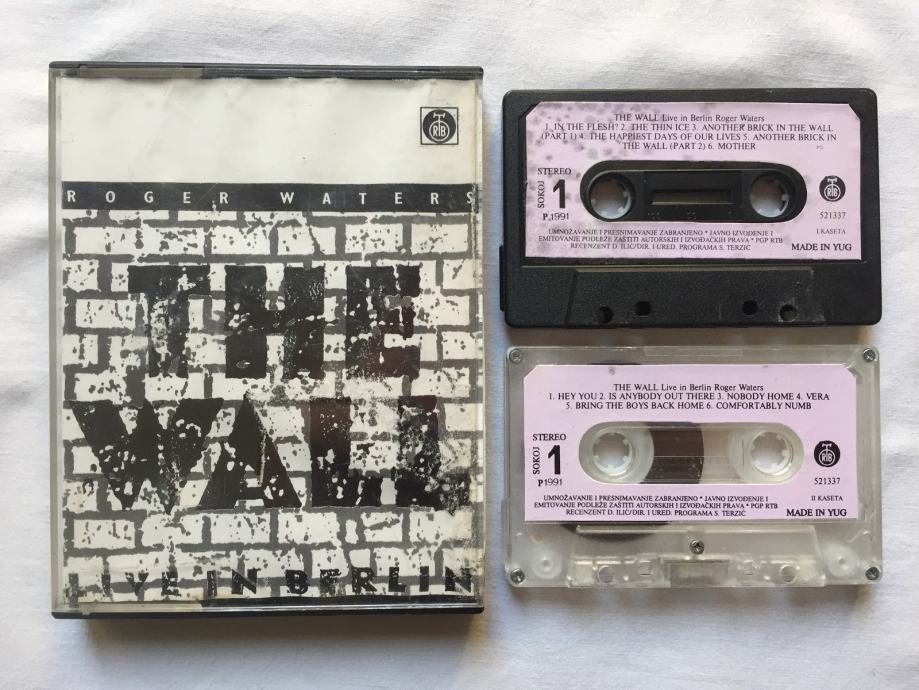 RTB
ROGER WATERS
THE
WALL
LIVE IN BERLIN
THE WALL Live in Berlin Roger Waters
1. IN THE FLESH? 2. THE THIN ICE 3. ANOTHER BRICK IN THE WALL
(PART 1) 4. THE HAPPIEST DAYS OF OUR LIVES 5. ANOTHER BRICK IN
THE WALL (PART 2) 6. MOTHER
STEREO
SOKOJ
1
P.1991
RTB
521337
UMNOŽAVANJE I PRESNIMAVANJE ZABRANJENO * JAVNO IZVOĐENJE I
I KASETA
EMITOVANJE PODLEŽE ZAŠTITI AUTORSKIH I IZVOĐAČKIH PRAVA * PGP RTB
RECENZENT D. ILIĆ/DIR. I URED. PROGRAMA S. TERZIĆ
MADE IN YUG
THE WALL Live in Berlin Roger Waters
1. HEY YOU 2. IS ANYBODY OUT THERE 3. NOBODY HOME 4. VERA
5. BRING THE BOYS BACK HOME 6. COMFORTABLY NUMB
STEREO
SOKOJ
1
P1991
RTB
521337
UMNOŽAVANJE I PRESNIMAVANJE ZABRANJENO * JAVNO IZVOĐENJE I
II KASETA
EMITOVANJE PODLEŽE ZAŠTITI AUTORSKIH I IZVOĐAČKIH PRAVA * PGP RTB
RECENZENT D. ILIĆ/DIR. I URED. PROGRAMA S. TERZIĆ
MADE IN YUG